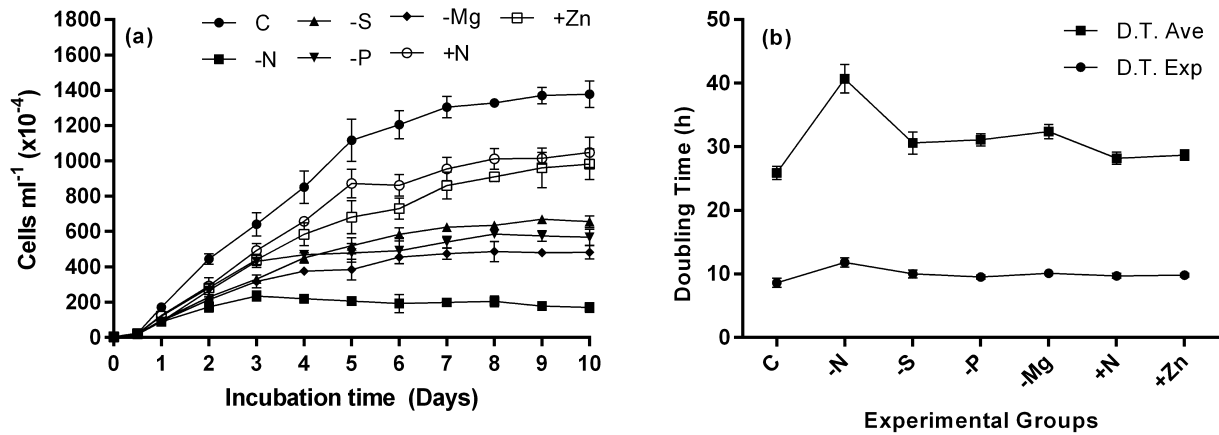 (a)
C
-S
-Mg
+Zn
-N
-P
+N
1800
1600
1400
1200
1000
800
600
400
200
0
Cells ml⁻¹ (x10⁻⁴)
0 1 2 3 4 5 6 7 8 9 10
Incubation time (Days)
(b)
D.T. Ave
D.T. Exp
50
40
30
20
10
0
Doubling Time (h)
C -N -S -P -Mg +N +Zn
Experimental Groups